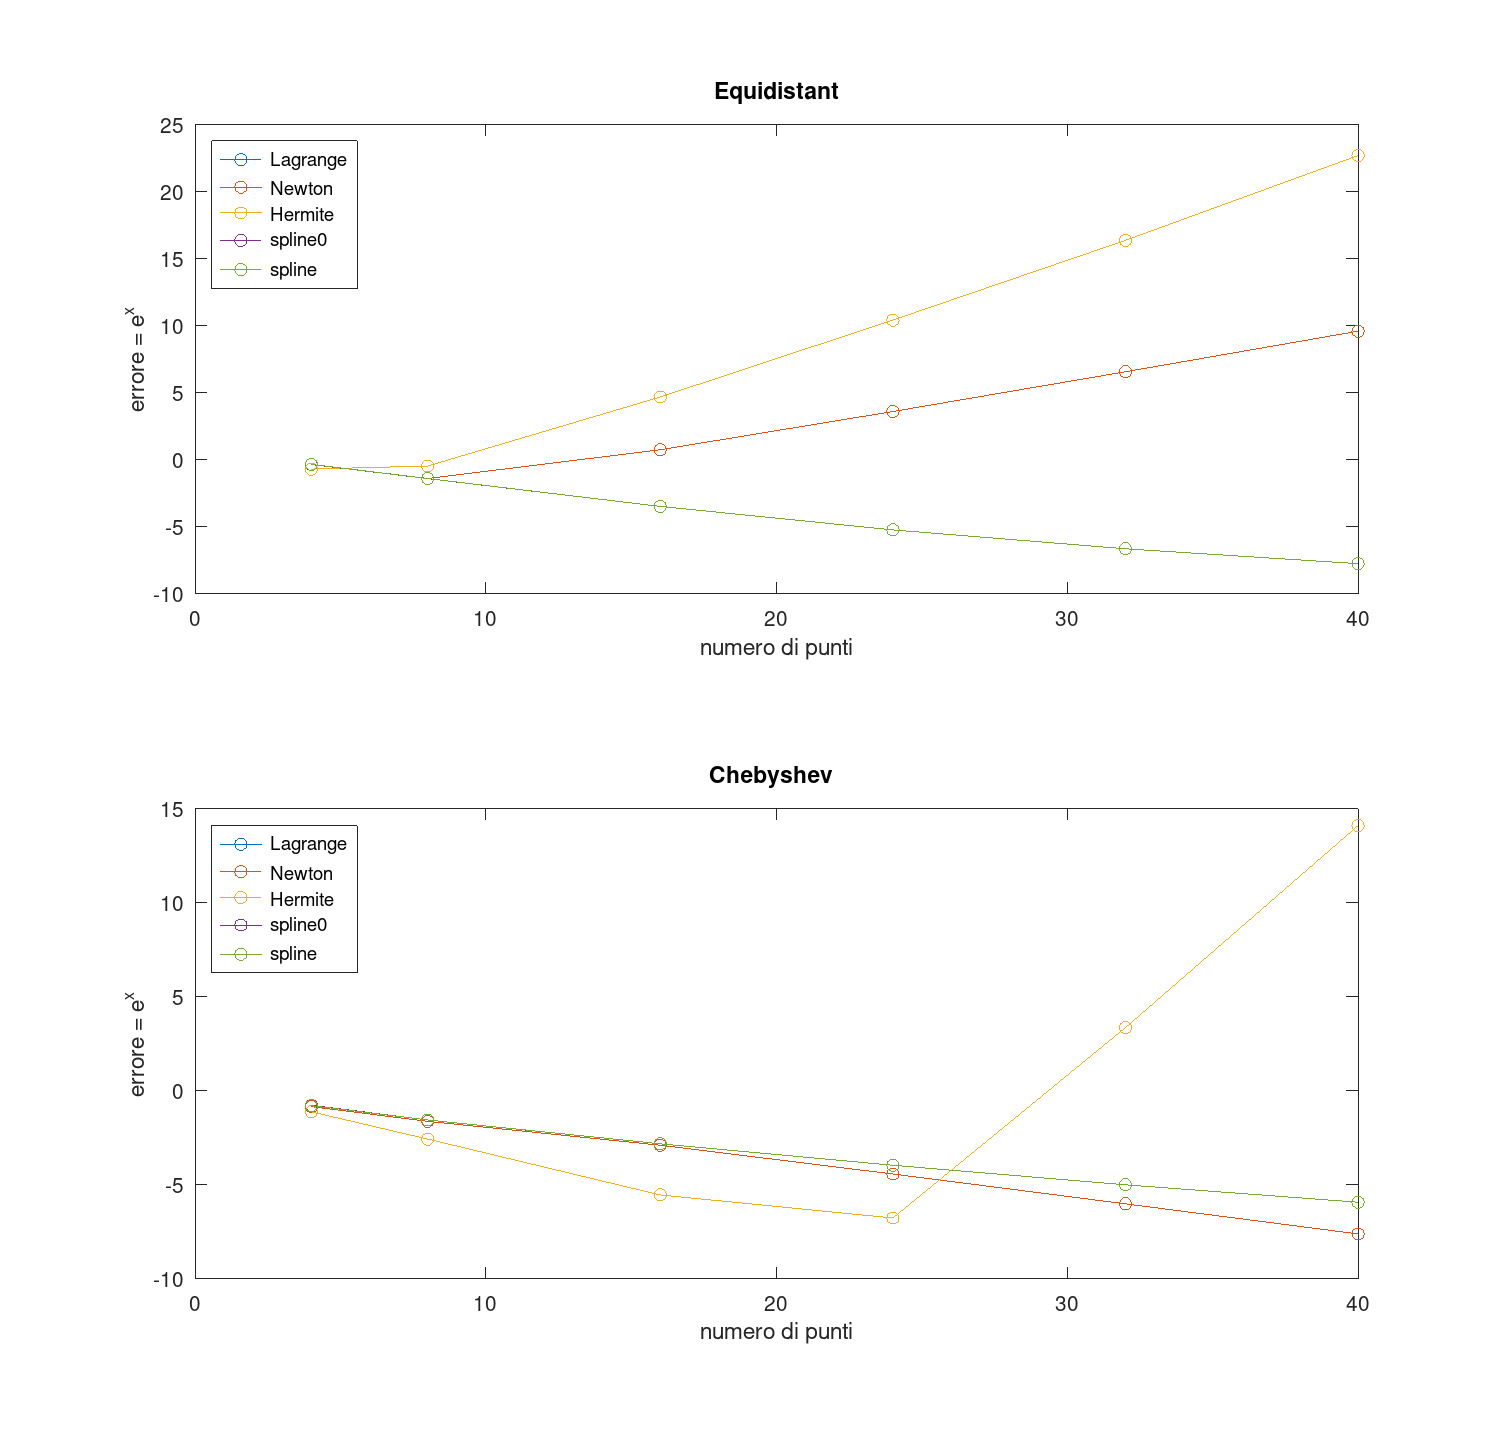 Equidistant
25
20
15
10
5
0
-5
-10
errore = e^x
Lagrange
Newton
Hermite
spline0
spline
0 10 20 30 40
numero di punti
Chebyshev
15
10
5
0
-5
-10
errore = e^x
Lagrange
Newton
Hermite
spline0
spline
0 10 20 30 40
numero di punti